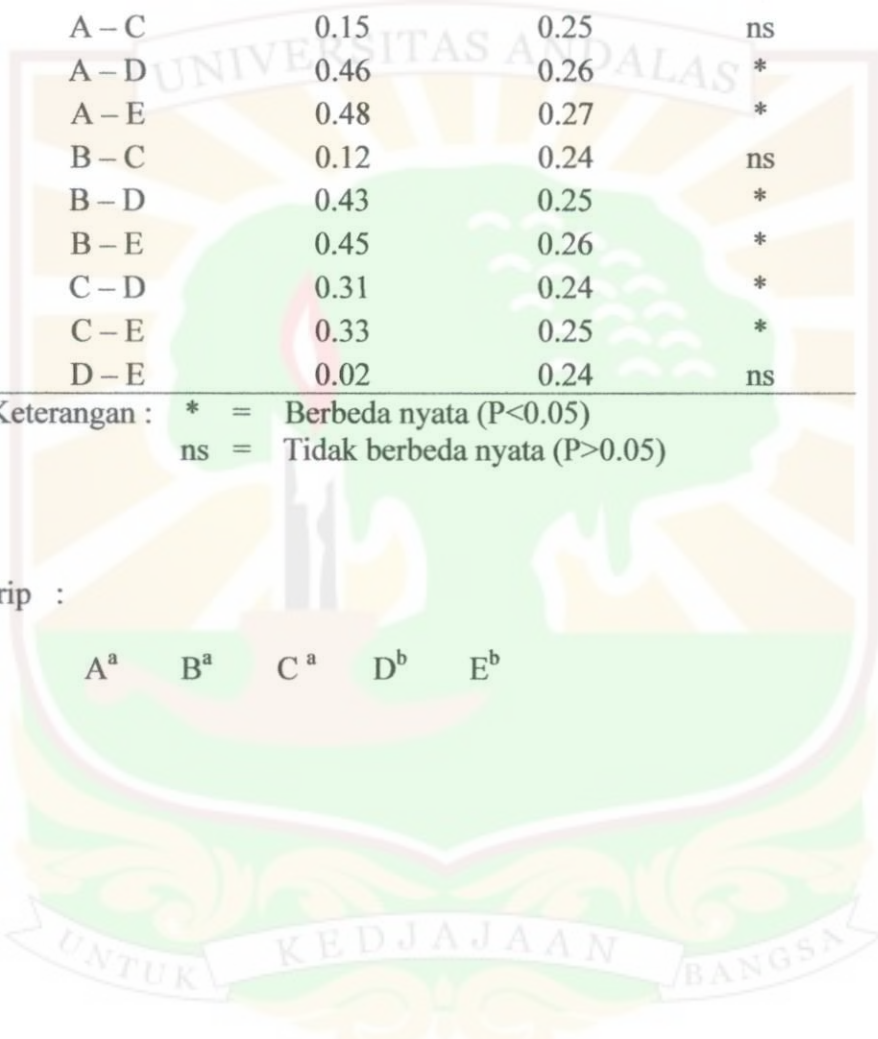 A – C 0.15 0.25 ns
A – D 0.46 0.26 *
A – E 0.48 0.27 *
B – C 0.12 0.24 ns
B – D 0.43 0.25 *
B – E 0.45 0.26 *
C – D 0.31 0.24 *
C – E 0.33 0.25 *
D – E 0.02 0.24 ns
Keterangan : * = Berbeda nyata (P<0.05)
ns = Tidak berbeda nyata (P>0.05)
rip :
Aᵃ Bᵃ C ᵃ Dᵇ Eᵇ
UNIVERSITAS ANDALAS
UNTUK KEDJAJAAN BANGSA